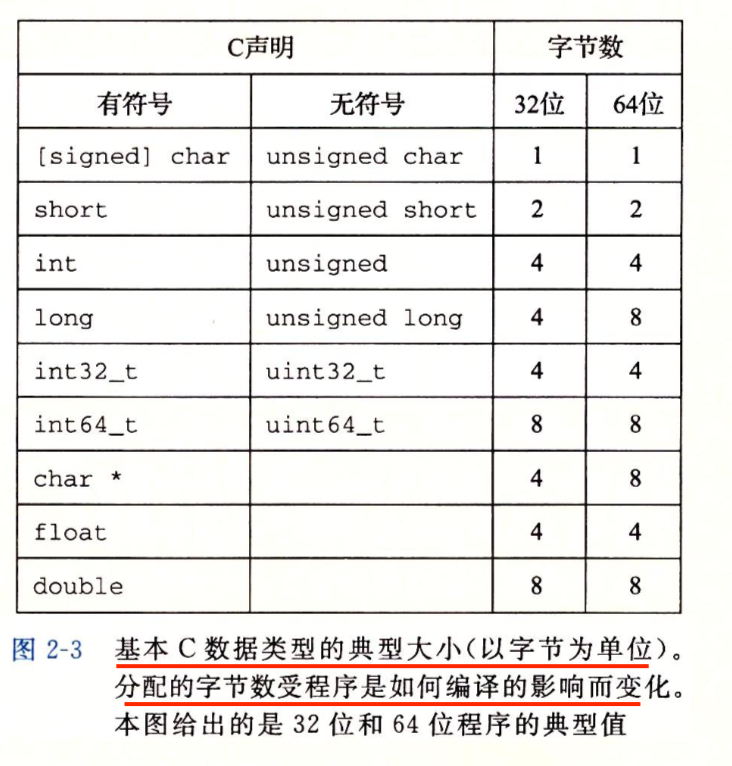 C声明 字节数
有符号 无符号 32位 64位
[signed] char unsigned char 1 1
short unsigned short 2 2
int unsigned 4 4
long unsigned long 4 8
int32_t uint32_t 4 4
int64_t uint64_t 8 8
char * 4 8
float 4 4
double 8 8
图 2-3 基本 C 数据类型的典型大小(以字节为单位)。
分配的字节数受程序是如何编译的影响而变化。
本图给出的是 32 位和 64 位程序的典型值